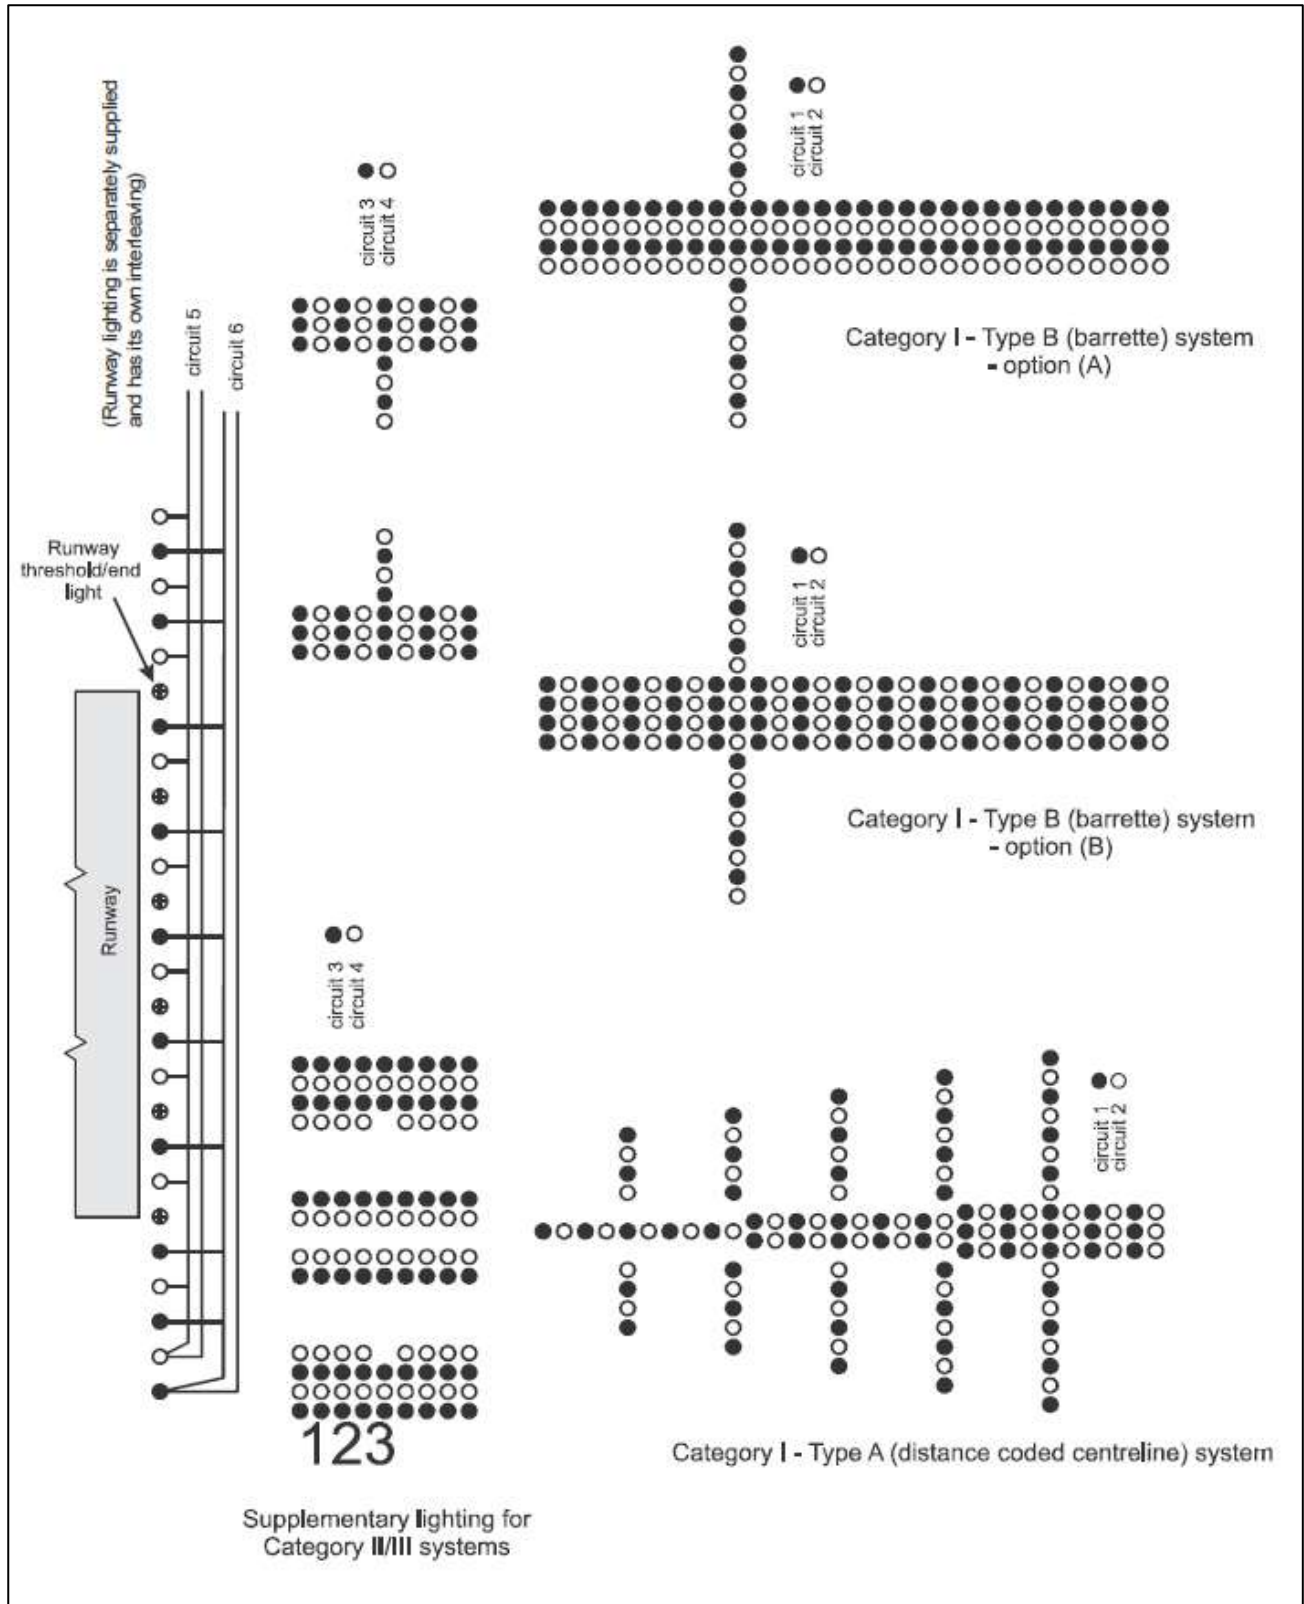 (Runway lighting is separately supplied
and has its own interleaving)
circuit 5
circuit 6
circuit 3
circuit 4
circuit 1
circuit 2
Category I - Type B (barrette) system
- option (A)
Runway
threshold/end
light
circuit 1
circuit 2
Category I - Type B (barrette) system
- option (B)
Runway
circuit 3
circuit 4
circuit 1
circuit 2
123
Category I - Type A (distance coded centreline) system
Supplementary lighting for
Category II/III systems